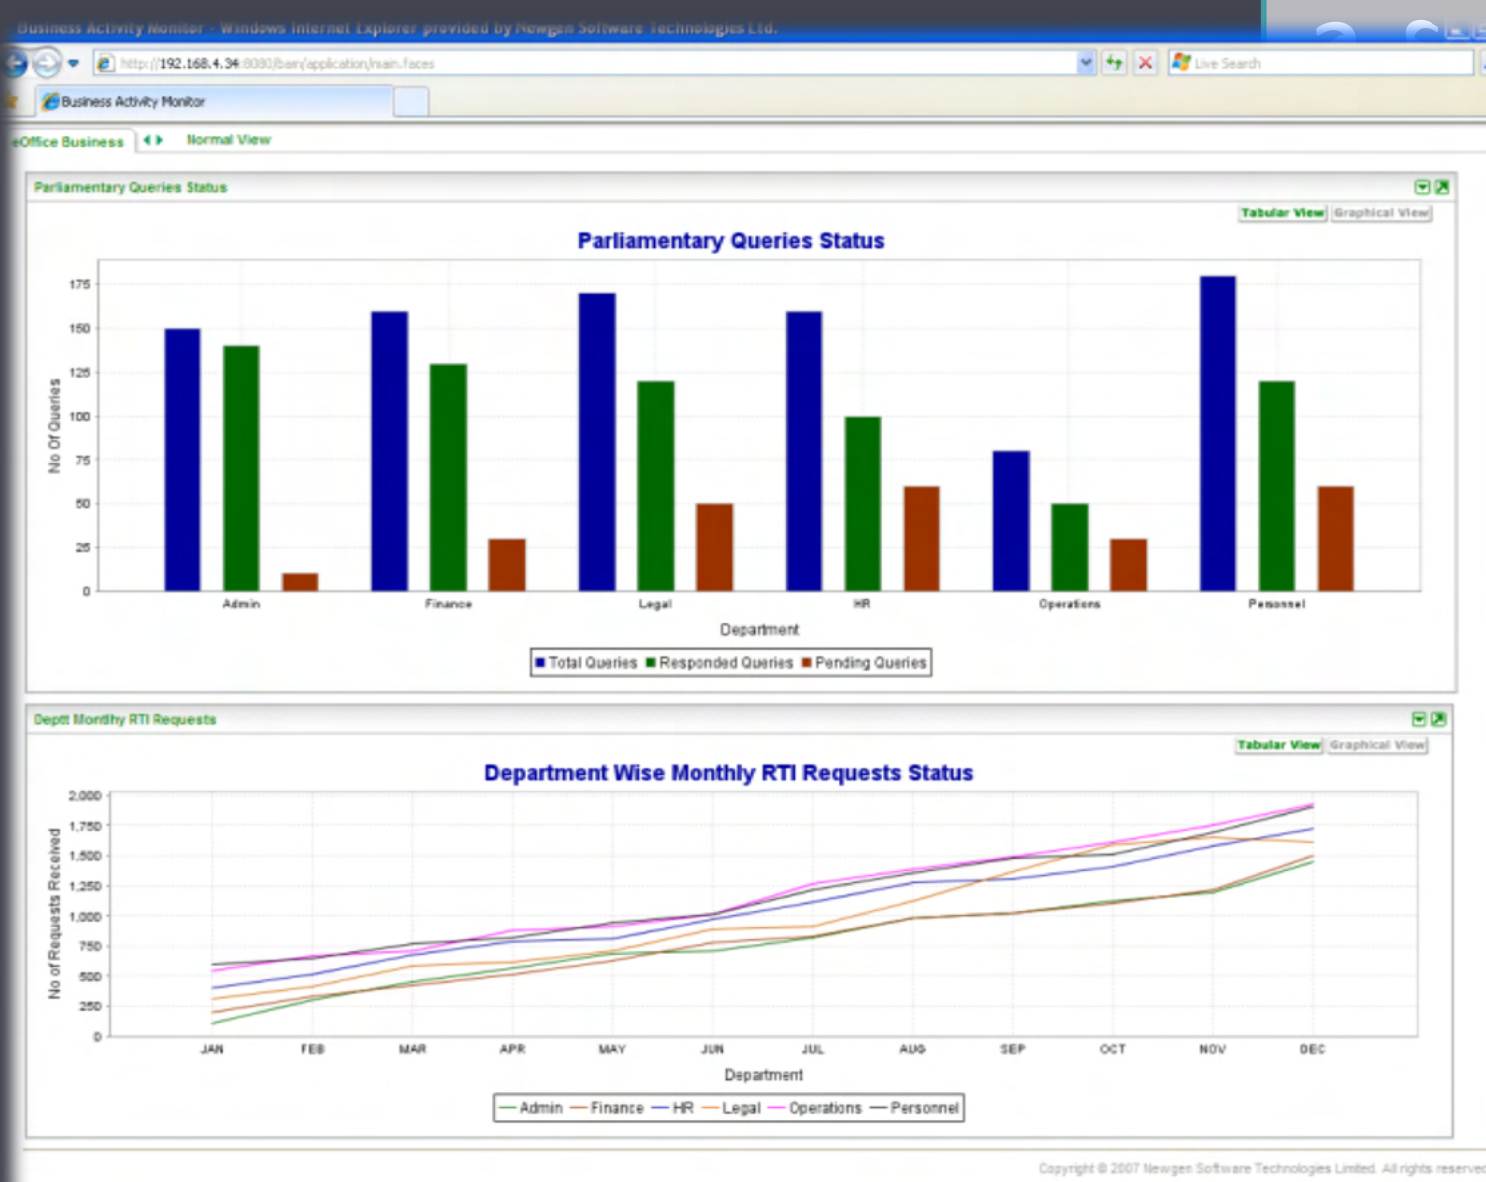 Business Activity Monitor - Windows Internet Explorer provided by Newgen Software Technologies Ltd.
http://192.168.4.34:8080/bam/application/main.faces
Live Search
Business Activity Monitor
eOffice Business
Normal View
Parliamentary Queries Status
Tabular View Graphical View
Parliamentary Queries Status
175
150
125
100
75
50
25
0
No Of Queries
Admin Finance Legal HR Operations Personnel
Department
Total Queries Responded Queries Pending Queries
Deptt Montlhy RTI Requests
Tabular View Graphical View
Department Wise Monthly RTI Requests Status
2,000
1,750
1,500
1,250
1,000
750
500
250
0
No of Requests Received
JAN FEB MAR APR MAY JUN JUL AUG SEP OCT NOV DEC
Department
Admin Finance HR Legal Operations Personnel
Copyright © 2007 Newgen Software Technologies Limited. All rights reserved